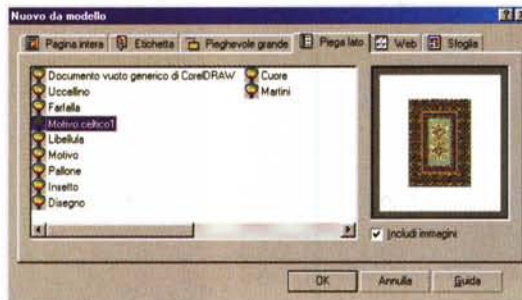 Nuovo da modello
Pagina intera Etichetta Pieghevole grande Piega lato Web Sfoglia
Documento vuoto generico di CorelDRAW
Uccellino
Farfalla
Motivo celtico1
Libellula
Motivo
Pallone
Insetto
Disegno
Cuore
Martini
Includi immagini
OK Annulla Guida